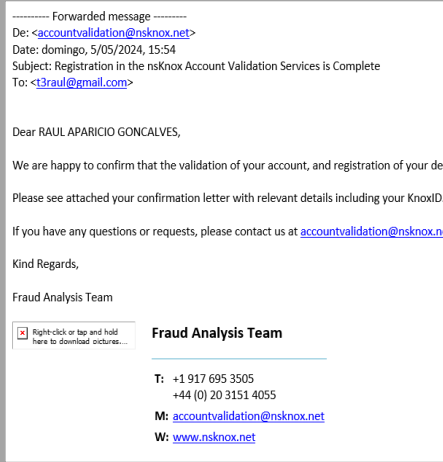 ---------- Forwarded message ---------
De: <accountvalidation@nsknox.net>
Date: domingo, 5/05/2024, 15:54
Subject: Registration in the nsKnox Account Validation Services is Complete
To: <t3raul@gmail.com>
Dear RAUL APARICIO GONCALVES,
We are happy to confirm that the validation of your account, and registration of your de
Please see attached your confirmation letter with relevant details including your KnoxID
If you have any questions or requests, please contact us at accountvalidation@nsknox.n
Kind Regards,
Fraud Analysis Team
Right-click or tap and hold
here to download pictures....
Fraud Analysis Team
T: +1 917 695 3505
+44 (0) 20 3151 4055
M: accountvalidation@nsknox.net
W: www.nsknox.net